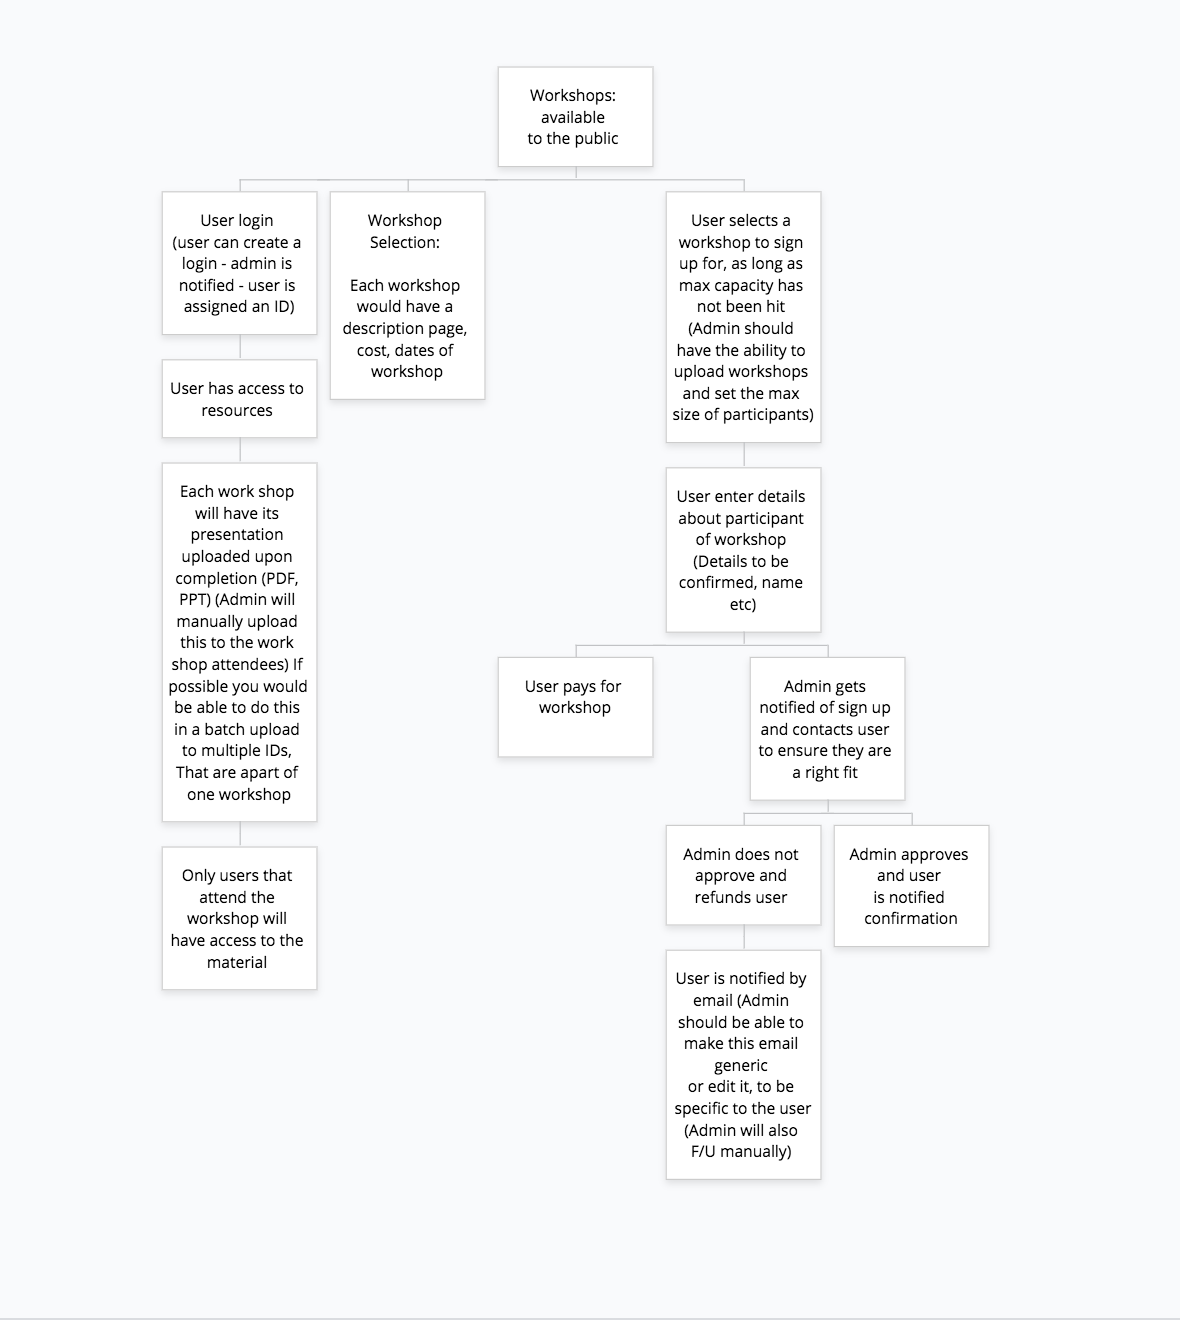 Workshops:
available
to the public
User login
(user can create a
login - admin is
notified - user is
assigned an ID)
Workshop
Selection:
Each workshop
would have a
description page,
cost, dates of
workshop
User selects a
workshop to sign
up for, as long as
max capacity has
not been hit
(Admin should
have the ability to
upload workshops
and set the max
size of participants)
User has access to
resources
Each work shop
will have its
presentation
uploaded upon
completion (PDF,
PPT) (Admin will
manually upload
this to the work
shop attendees) If
possible you would
be able to do this
in a batch upload
to multiple IDs,
That are apart of
one workshop
Only users that
attend the
workshop will
have access to the
material
User enter details
about participant
of workshop
(Details to be
confirmed, name
etc)
User pays for
workshop
Admin gets
notified of sign up
and contacts user
to ensure they are
a right fit
Admin does not
approve and
refunds user
Admin approves
and user
is notified
confirmation
User is notified by
email (Admin
should be able to
make this email
generic
or edit it, to be
specific to the user
(Admin will also
F/U manually)